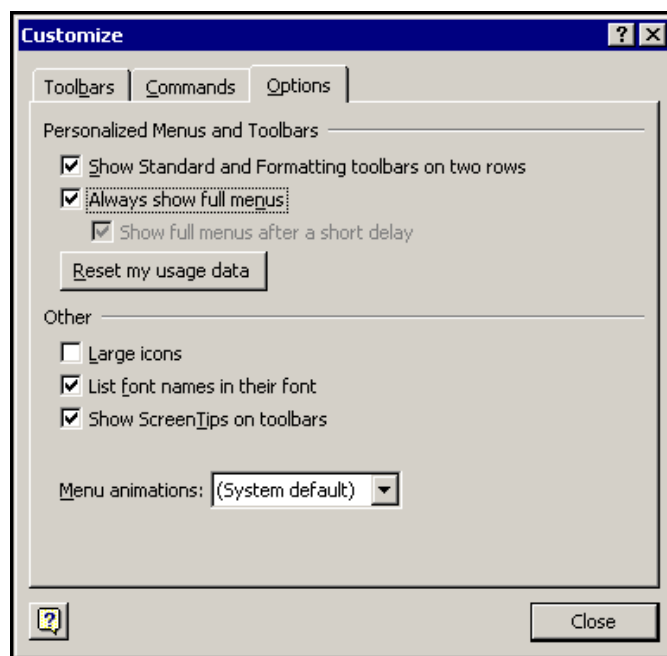 Customize
Toolbars Commands Options
Personalized Menus and Toolbars
Show Standard and Formatting toolbars on two rows
Always show full menus
Show full menus after a short delay
Reset my usage data
Other
Large icons
List font names in their font
Show ScreenTips on toolbars
Menu animations: (System default)
Close